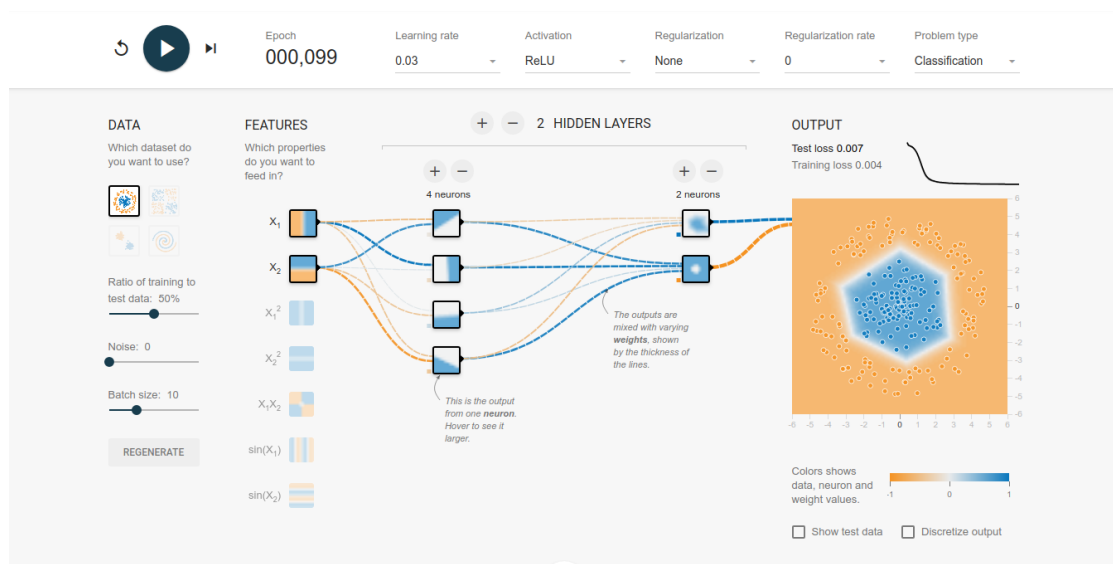 Epoch
000,099
Learning rate
0.03
Activation
ReLU
Regularization
None
Regularization rate
0
Problem type
Classification
DATA
Which dataset do
you want to use?
Ratio of training to
test data: 50%
Noise: 0
Batch size: 10
REGENERATE
FEATURES
Which properties
do you want to
feed in?
X₁
X₂
X₁²
X₂²
X₁X₂
sin(X₁)
sin(X₂)
+ − 2 HIDDEN LAYERS
+ −
4 neurons
+ −
2 neurons
This is the output
from one neuron.
Hover to see it
larger.
The outputs are
mixed with varying
weights, shown
by the thickness of
the lines.
OUTPUT
Test loss 0.007
Training loss 0.004
6
5
4
3
2
1
0
-1
-2
-3
-4
-5
-6
-6 -5 -4 -3 -2 -1 0 1 2 3 4 5 6
Colors shows
data, neuron and
weight values.
-1 0 1
Show test data
Discretize output